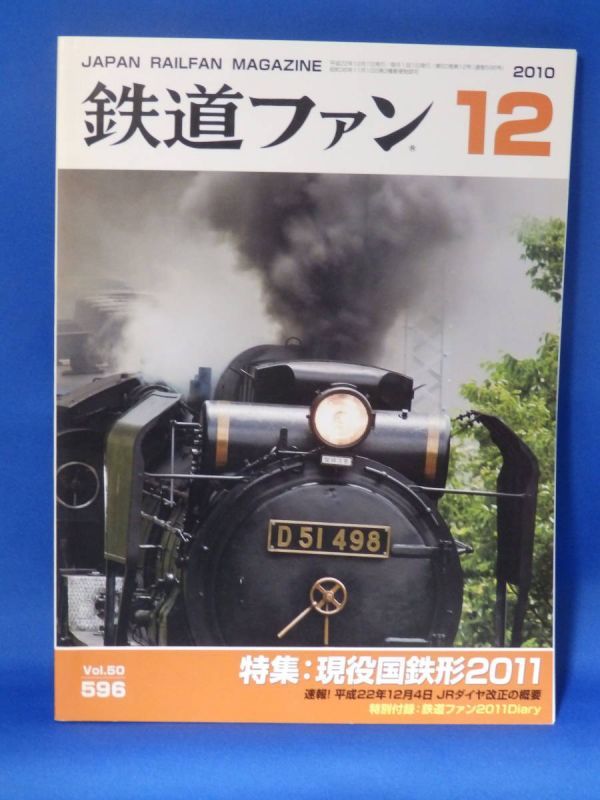 JAPAN RAILFAN MAGAZINE
2010
鉄道ファン
®
12
D 51 498
Vol.50
596
特集:現役国鉄形2011
速報! 平成22年12月4日 JRダイヤ改正の概要
特別付録:鉄道ファン2011Diary